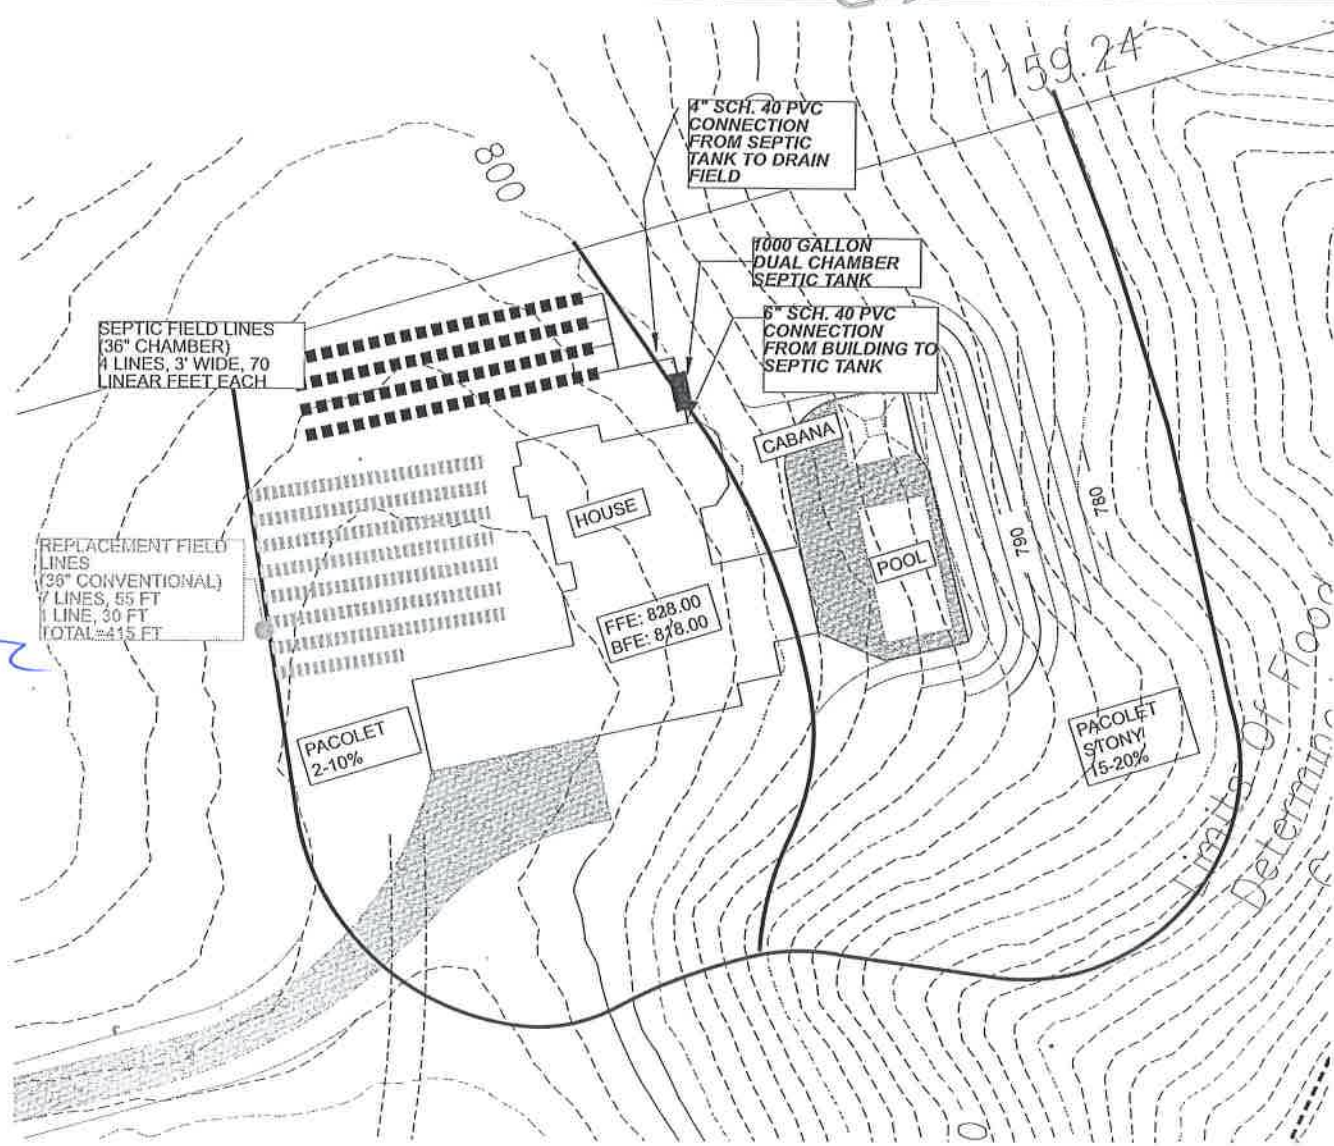 1159.24
4" SCH. 40 PVC
CONNECTION
FROM SEPTIC
TANK TO DRAIN
FIELD
800
1000 GALLON
DUAL CHAMBER
SEPTIC TANK
6" SCH. 40 PVC
CONNECTION
FROM BUILDING TO
SEPTIC TANK
SEPTIC FIELD LINES
(36" CHAMBER)
4 LINES, 3' WIDE, 70
LINEAR FEET EACH
CABANA
HOUSE
POOL
790
780
REPLACEMENT FIELD
LINES
(36" CONVENTIONAL)
7 LINES, 55 FT
1 LINE, 30 FT
TOTAL=415 FT
FFE: 828.00
BFE: 818.00
PACOLET
2-10%
PACOLET
STONY
15-20%
Limits Of Floo
Determine